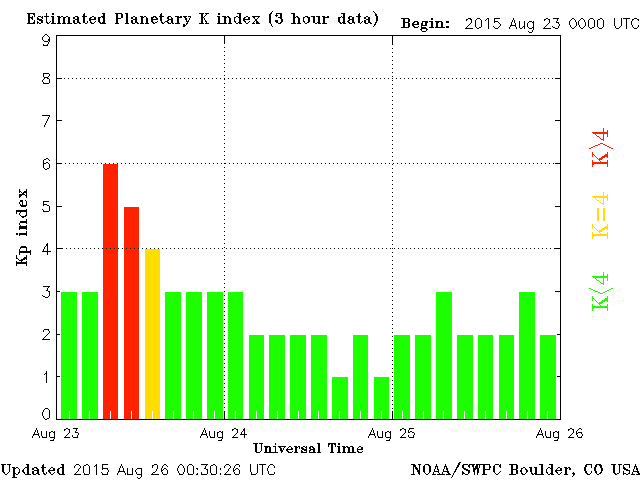 Estimated Planetary K index (3 hour data) Begin: 2015 Aug 23 0000 UTC
9
8
7
6
5
4
3
2
1
0
Kp index
K>4
K=4
K<4
Aug 23 Aug 24 Aug 25 Aug 26
Universal Time
Updated 2015 Aug 26 00:30:26 UTC NOAA/SWPC Boulder, CO USA